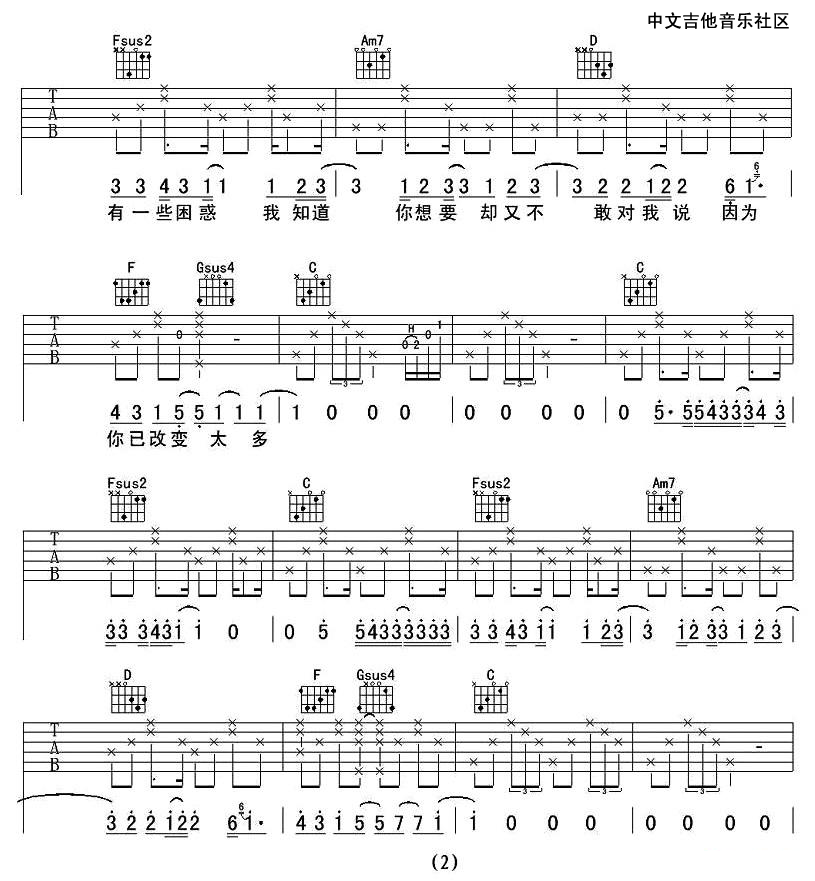 中文吉他音乐社区
Fsus2 Am7 D
T
A
B
3 3 4 3 1 1 1 2 3 3 1 2 3 3 1 2 3 3 2 2 1 2 2 6 6 1·
有一些困惑 我 知道 你想要 却又不 敢对我说 因为
F Gsus4 C C
T
A
B
0 - H 0 2 0 1 3 3 -
4 3 1 5 5 1 1 1 1 0 0 0 0 0 0 0 0 5· 5 5 4 3 3 3 4 3
你已改变 太 多
Fsus2 C Fsus2 Am7
T
A
B
3 3 3 4 3 1 1 0 0 5 5 4 3 3 3 3 3 3 3 3 4 3 1 1 1 2 3 3 1 2 3 3 1 2 3
D F Gsus4 C
T
A
B
3 3 3 -
3 2 2 1 2 2 6 6 1· 4 3 1 5 5 7 7 1 1 0 0 0 0 0 0 0
(2)